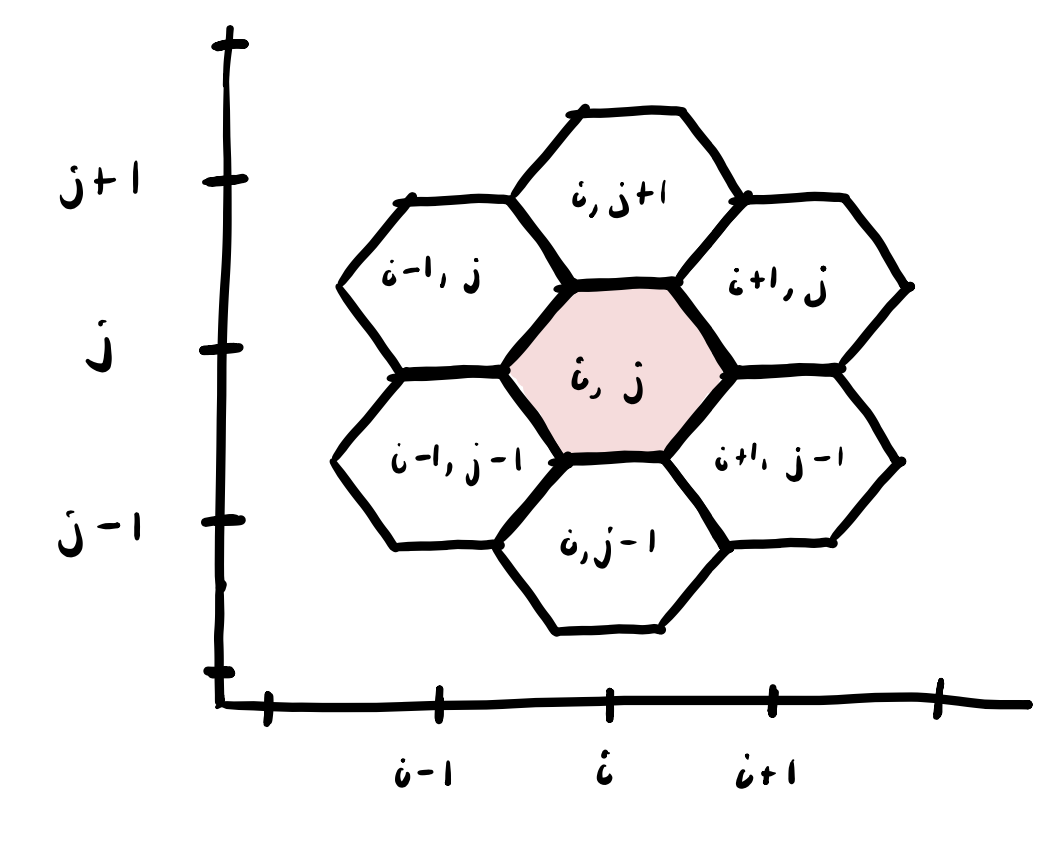 j+1
i, j+1
i-1, j
i+1, j
j
i, j
i-1, j-1
i+1, j-1
j-1
i, j-1
i-1
i
i+1